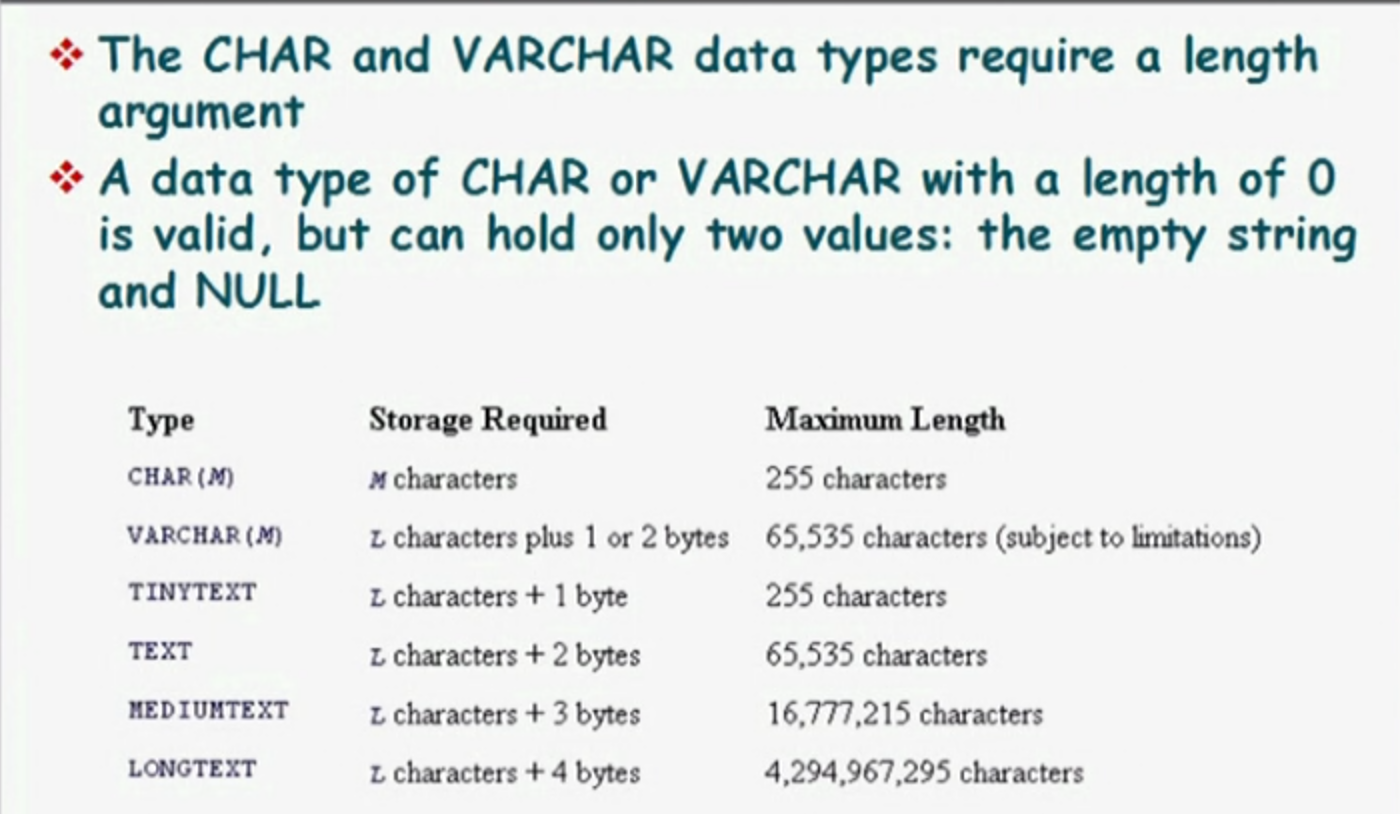 The CHAR and VARCHAR data types require a length
argument
A data type of CHAR or VARCHAR with a length of 0
is valid, but can hold only two values: the empty string
and NULL
Type Storage Required Maximum Length
CHAR(M) M characters 255 characters
VARCHAR(M) L characters plus 1 or 2 bytes 65,535 characters (subject to limitations)
TINYTEXT L characters + 1 byte 255 characters
TEXT L characters + 2 bytes 65,535 characters
MEDIUMTEXT L characters + 3 bytes 16,777,215 characters
LONGTEXT L characters + 4 bytes 4,294,967,295 characters